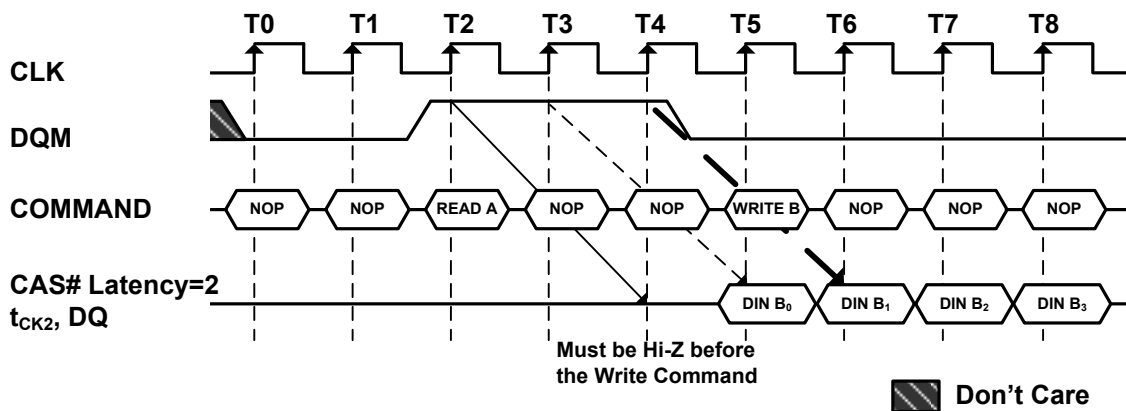 T0 T1 T2 T3 T4 T5 T6 T7 T8
CLK
DQM
COMMAND NOP NOP READ A NOP NOP WRITE B NOP NOP NOP
CAS# Latency=2
tCK2, DQ DIN B0 DIN B1 DIN B2 DIN B3
Must be Hi-Z before
the Write Command
Don't Care